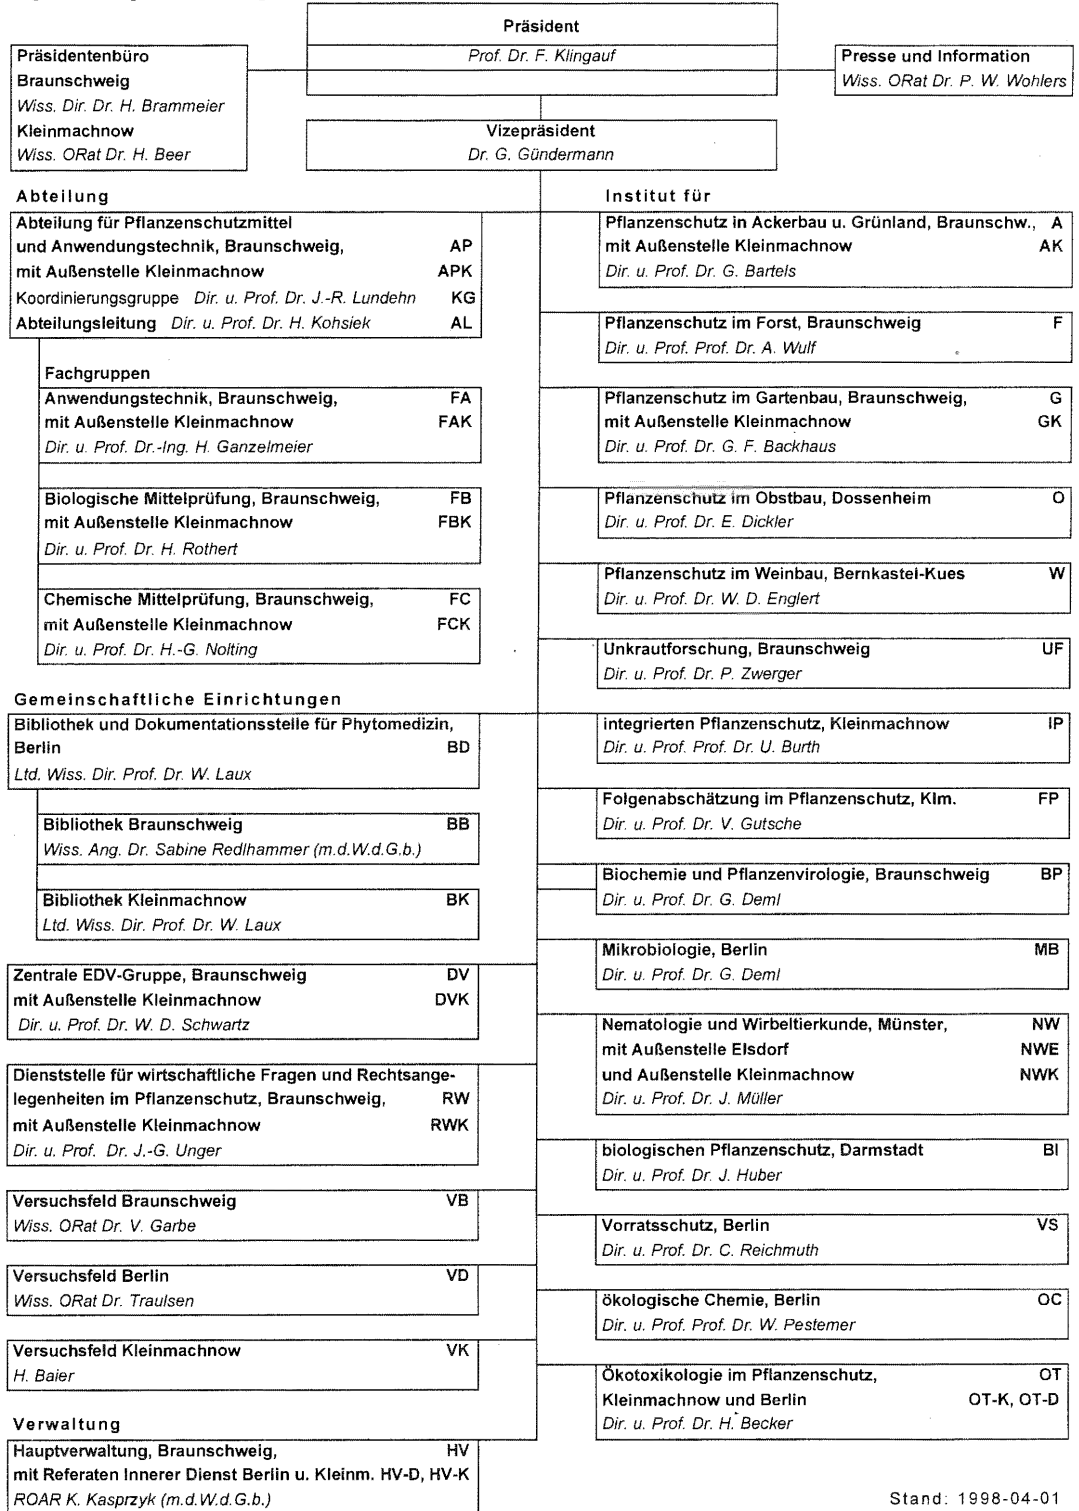 Präsident
Prof. Dr. F. Klingauf
Präsidentenbüro
Braunschweig
Wiss. Dir. Dr. H. Brammeier
Kleinmachnow
Wiss. ORat Dr. H. Beer
Presse und Information
Wiss. ORat Dr. P. W. Wohlers
Vizepräsident
Dr. G. Gündermann
Abteilung
Abteilung für Pflanzenschutzmittel
und Anwendungstechnik, Braunschweig, AP
mit Außenstelle Kleinmachnow APK
Koordinierungsgruppe Dir. u. Prof. Dr. J.-R. Lundehn KG
Abteilungsleitung Dir. u. Prof. Dr. H. Kohsiek AL
Fachgruppen
Anwendungstechnik, Braunschweig, FA
mit Außenstelle Kleinmachnow FAK
Dir. u. Prof. Dr.-Ing. H. Ganzelmeier
Biologische Mittelprüfung, Braunschweig, FB
mit Außenstelle Kleinmachnow FBK
Dir. u. Prof. Dr. H. Rothert
Chemische Mittelprüfung, Braunschweig, FC
mit Außenstelle Kleinmachnow FCK
Dir. u. Prof. Dr. H.-G. Nolting
Gemeinschaftliche Einrichtungen
Bibliothek und Dokumentationsstelle für Phytomedizin,
Berlin BD
Ltd. Wiss. Dir. Prof. Dr. W. Laux
Bibliothek Braunschweig BB
Wiss. Ang. Dr. Sabine Redlhammer (m.d.W.d.G.b.)
Bibliothek Kleinmachnow BK
Ltd. Wiss. Dir. Prof. Dr. W. Laux
Zentrale EDV-Gruppe, Braunschweig DV
mit Außenstelle Kleinmachnow DVK
Dir. u. Prof. Dr. W. D. Schwartz
Dienststelle für wirtschaftliche Fragen und Rechtsange-
legenheiten im Pflanzenschutz, Braunschweig, RW
mit Außenstelle Kleinmachnow RWK
Dir. u. Prof. Dr. J.-G. Unger
Versuchsfeld Braunschweig VB
Wiss. ORat Dr. V. Garbe
Versuchsfeld Berlin VD
Wiss. ORat Dr. Traulsen
Versuchsfeld Kleinmachnow VK
H. Baier
Verwaltung
Hauptverwaltung, Braunschweig, HV
mit Referaten Innerer Dienst Berlin u. Kleinm. HV-D, HV-K
ROAR K. Kasprzyk (m.d.W.d.G.b.)
Institut für
Pflanzenschutz in Ackerbau u. Grünland, Braunschw., A
mit Außenstelle Kleinmachnow AK
Dir. u. Prof. Dr. G. Bartels
Pflanzenschutz im Forst, Braunschweig F
Dir. u. Prof. Prof. Dr. A. Wulf
Pflanzenschutz im Gartenbau, Braunschweig, G
mit Außenstelle Kleinmachnow GK
Dir. u. Prof. Dr. G. F. Backhaus
Pflanzenschutz im Obstbau, Dossenheim O
Dir. u. Prof. Dr. E. Dickler
Pflanzenschutz im Weinbau, Bernkastel-Kues W
Dir. u. Prof. Dr. W. D. Englert
Unkrautforschung, Braunschweig UF
Dir. u. Prof. Dr. P. Zwerger
integrierten Pflanzenschutz, Kleinmachnow IP
Dir. u. Prof. Prof. Dr. U. Burth
Folgenabschätzung im Pflanzenschutz, Klm. FP
Dir. u. Prof. Dr. V. Gutsche
Biochemie und Pflanzenvirologie, Braunschweig BP
Dir. u. Prof. Dr. G. Deml
Mikrobiologie, Berlin MB
Dir. u. Prof. Dr. G. Deml
Nematologie und Wirbeltierkunde, Münster, NW
mit Außenstelle Elsdorf NWE
und Außenstelle Kleinmachnow NWK
Dir. u. Prof. Dr. J. Müller
biologischen Pflanzenschutz, Darmstadt BI
Dir. u. Prof. Dr. J. Huber
Vorratsschutz, Berlin VS
Dir. u. Prof. Dr. C. Reichmuth
ökologische Chemie, Berlin OC
Dir. u. Prof. Prof. Dr. W. Pestemer
Ökotoxikologie im Pflanzenschutz, OT
Kleinmachnow und Berlin OT-K, OT-D
Dir. u. Prof. Dr. H. Becker
Stand: 1998-04-01